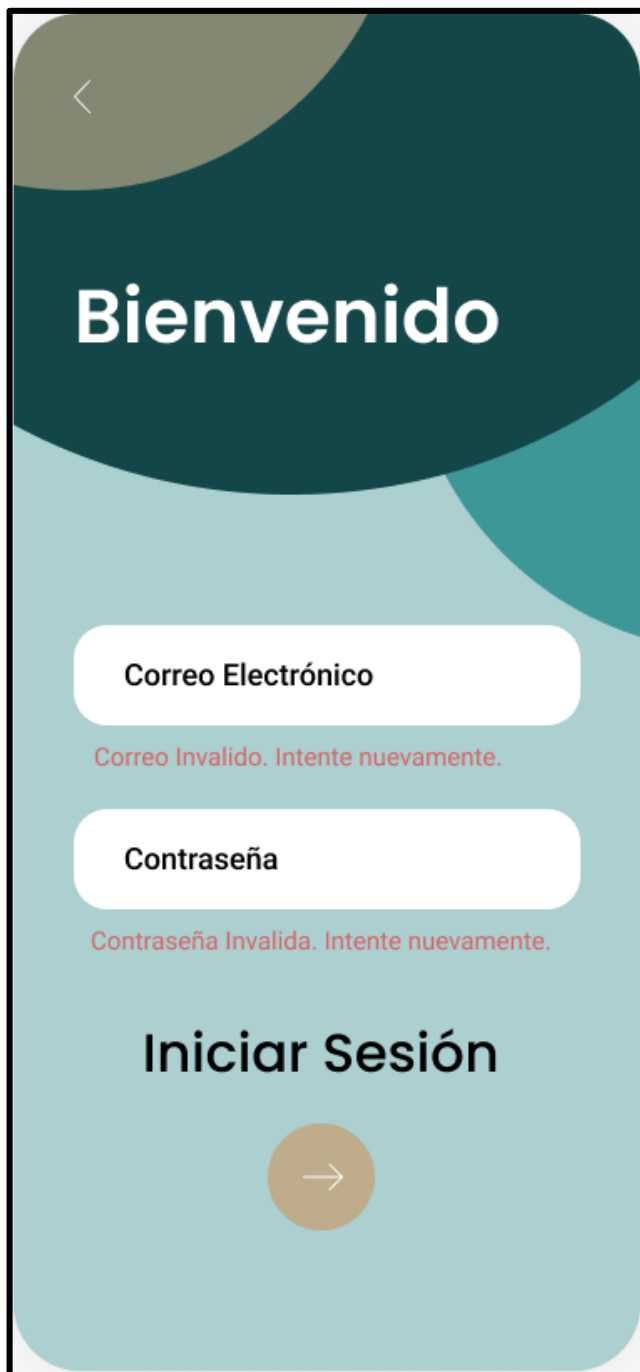 Bienvenido
Correo Electrónico
Correo Invalido. Intente nuevamente.
Contraseña
Contraseña Invalida. Intente nuevamente.
Iniciar Sesión